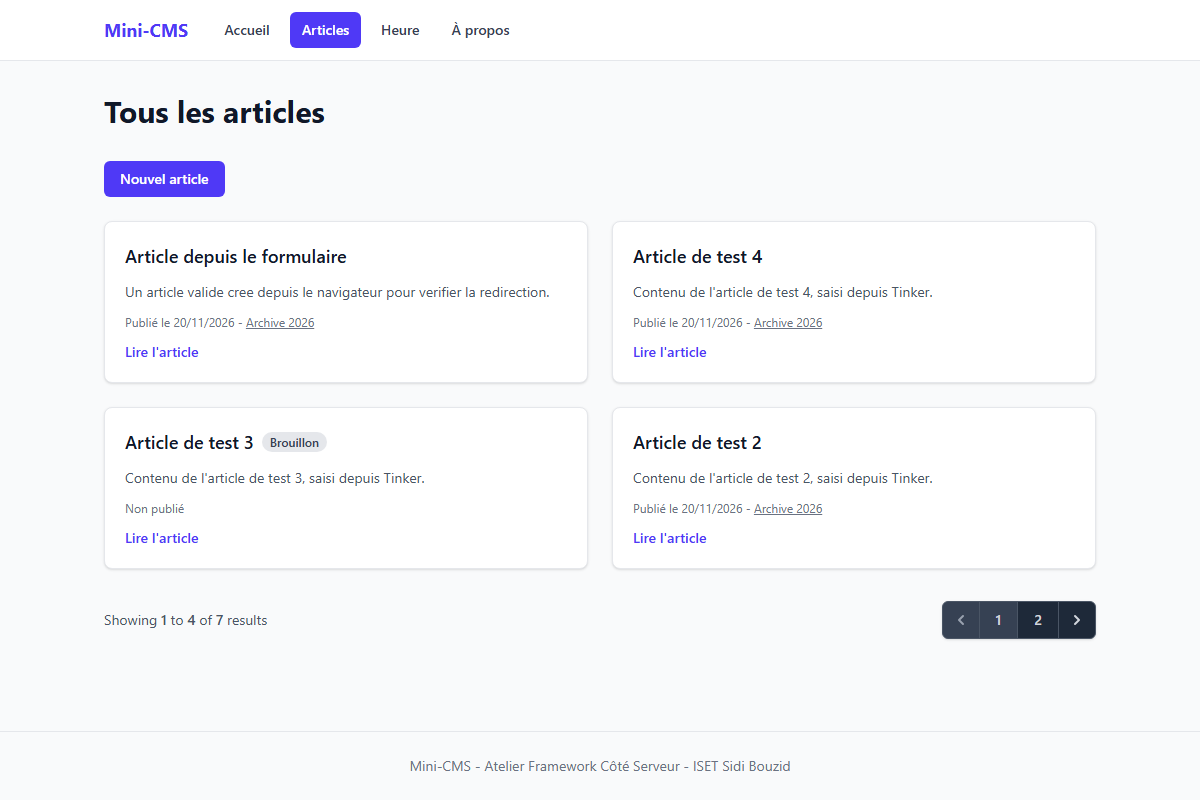 Mini-CMS Accueil Articles Heure À propos
Tous les articles
Nouvel article
Article depuis le formulaire
Un article valide cree depuis le navigateur pour verifier la redirection.
Publié le 20/11/2026 - Archive 2026
Lire l'article
Article de test 4
Contenu de l'article de test 4, saisi depuis Tinker.
Publié le 20/11/2026 - Archive 2026
Lire l'article
Article de test 3 Brouillon
Contenu de l'article de test 3, saisi depuis Tinker.
Non publié
Lire l'article
Article de test 2
Contenu de l'article de test 2, saisi depuis Tinker.
Publié le 20/11/2026 - Archive 2026
Lire l'article
Showing 1 to 4 of 7 results
1 2
Mini-CMS - Atelier Framework Côté Serveur - ISET Sidi Bouzid